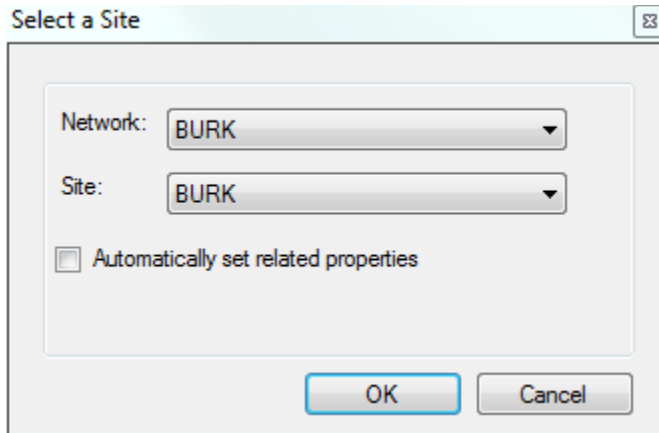 Select a Site
Network: BURK
Site: BURK
Automatically set related properties
OK Cancel